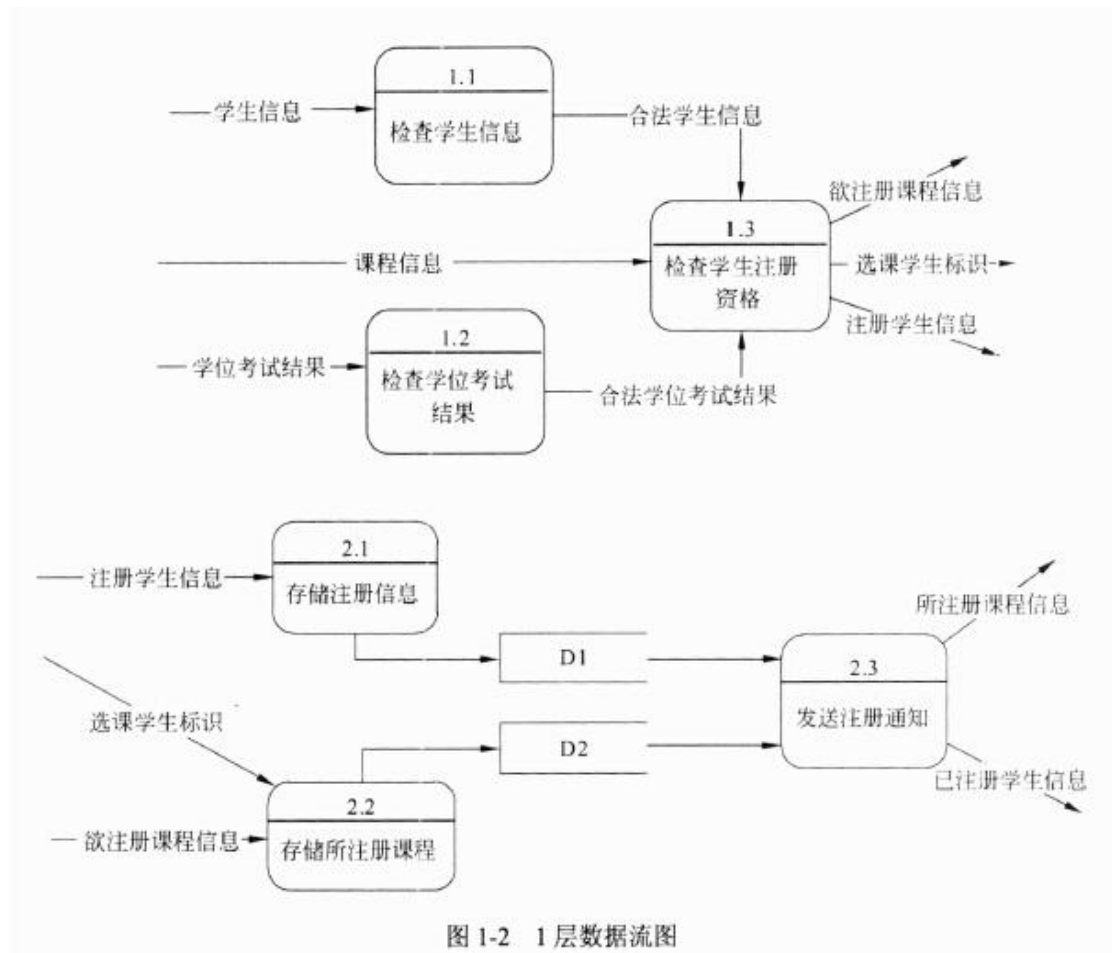 1.1
学生信息
检查学生信息
合法学生信息
欲注册课程信息
1.3
课程信息
检查学生注册
资格
选课学生标识
注册学生信息
1.2
学位考试结果
检查学位考试
结果
合法学位考试结果
2.1
注册学生信息
存储注册信息
所注册课程信息
D1
2.3
选课学生标识
发送注册通知
D2
已注册学生信息
2.2
欲注册课程信息
存储所注册课程
图 1-2 1 层数据流图